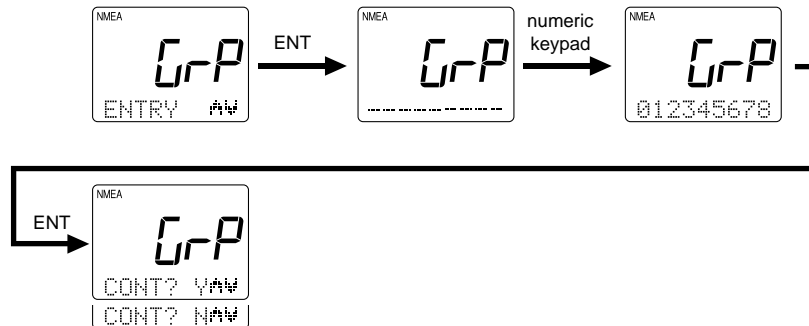 NMEA
GrP
ENTRY
ENT
NMEA
GrP
-- -- -- -- -- -- -- -- --
numeric
keypad
NMEA
GrP
012345678
ENT
NMEA
GrP
CONT? Y
CONT? N